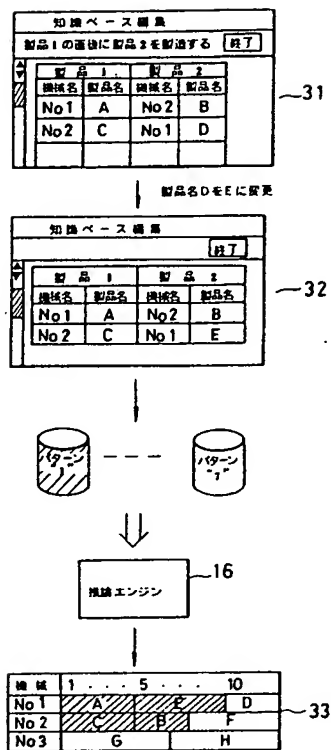 知識ベース編集
製品1の直後に製品2を製造する 終了
製品1 製品2
機械名 製品名 機械名 製品名
No1 A No2 B
No2 C No1 D
31
製品名DをEに変更
知識ベース編集
終了
製品1 製品2
機械名 製品名 機械名 製品名
No1 A No2 B
No2 C No1 E
32
パターン パターン
"1" "7"
推論エンジン
16
機械 1 ・・・ 5 ・・・ 10
No1 A E D
No2 C B F
No3 G H
33